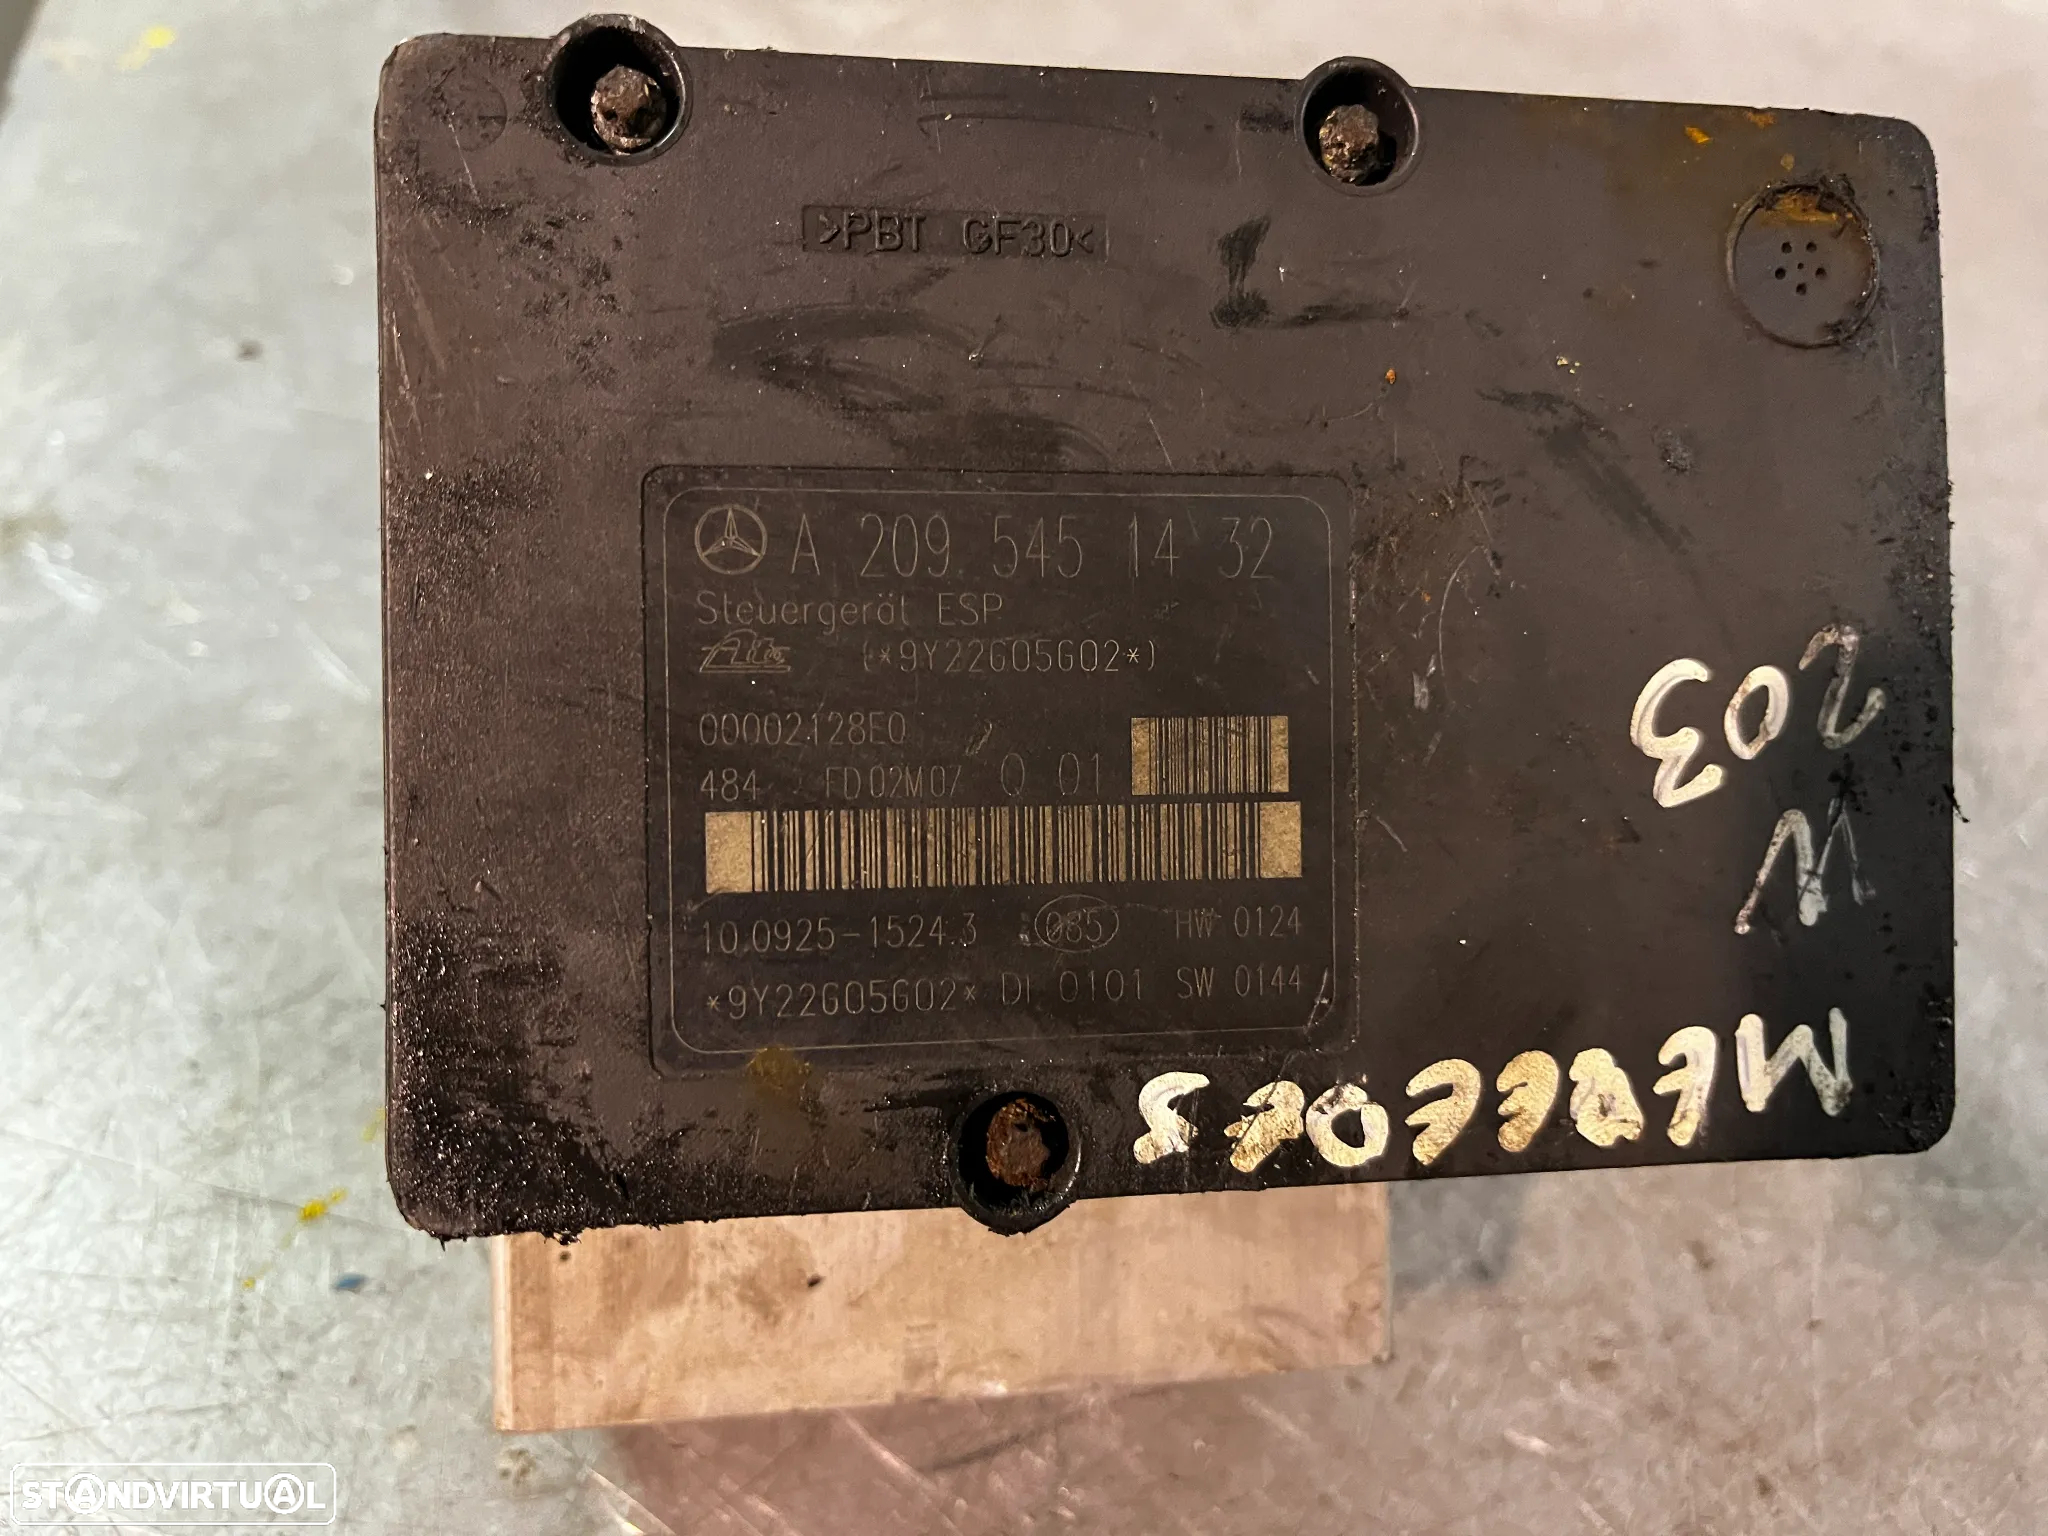 >PBT GF30<
A 209 545 14 32
Steuergerät ESP
Ate (*9Y22G05G02*)
00002128E0
484 FD02M07 Q 01
10.0925-1524.3 085 HW 0124
*9Y22G05G02* DI 0101 SW 0144
MERCEDES
W
203
STANDVIRTUAL